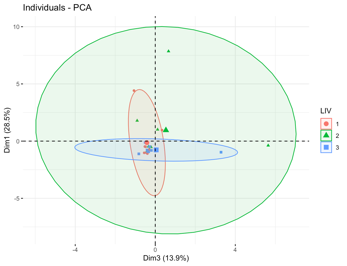 Individuals - PCA
10
5
0
-5
Dim1 (28.5%)
-4
0
4
Dim3 (13.9%)
LIV
1
2
3